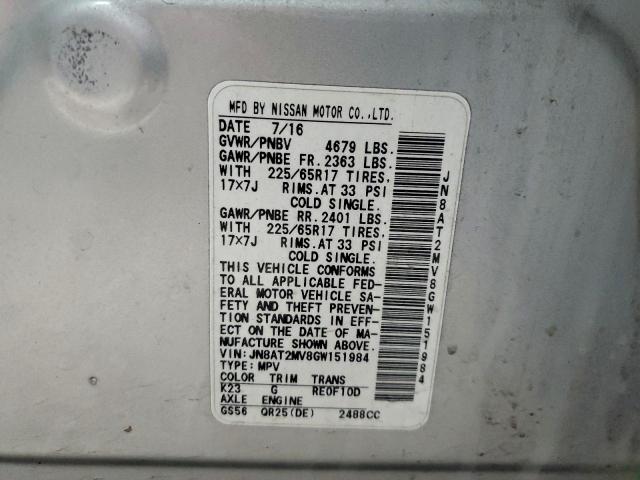 MFD BY NISSAN MOTOR CO.,LTD.
DATE 7/16
GVWR/PNBV 4679 LBS.
GAWR/PNBE FR. 2363 LBS.
WITH 225/65R17 TIRES,
17x7J RIMS. AT 33 PSI
COLD SINGLE.
GAWR/PNBE RR. 2401 LBS.
WITH 225/65R17 TIRES,
17x7J RIMS. AT 33 PSI
COLD SINGLE.
THIS VEHICLE CONFORMS
TO ALL APPLICABLE FED-
ERAL MOTOR VEHICLE SA-
FETY AND THEFT PREVEN-
TION STANDARDS IN EFF-
ECT ON THE DATE OF MA-
NUFACTURE SHOWN ABOVE.
VIN: JN8AT2MV8GW151984
TYPE: MPV
COLOR TRIM TRANS
K23 G RE0F10D
AXLE ENGINE
GS56 QR25(DE) 2488CC
JN8AT2MV8GW151984